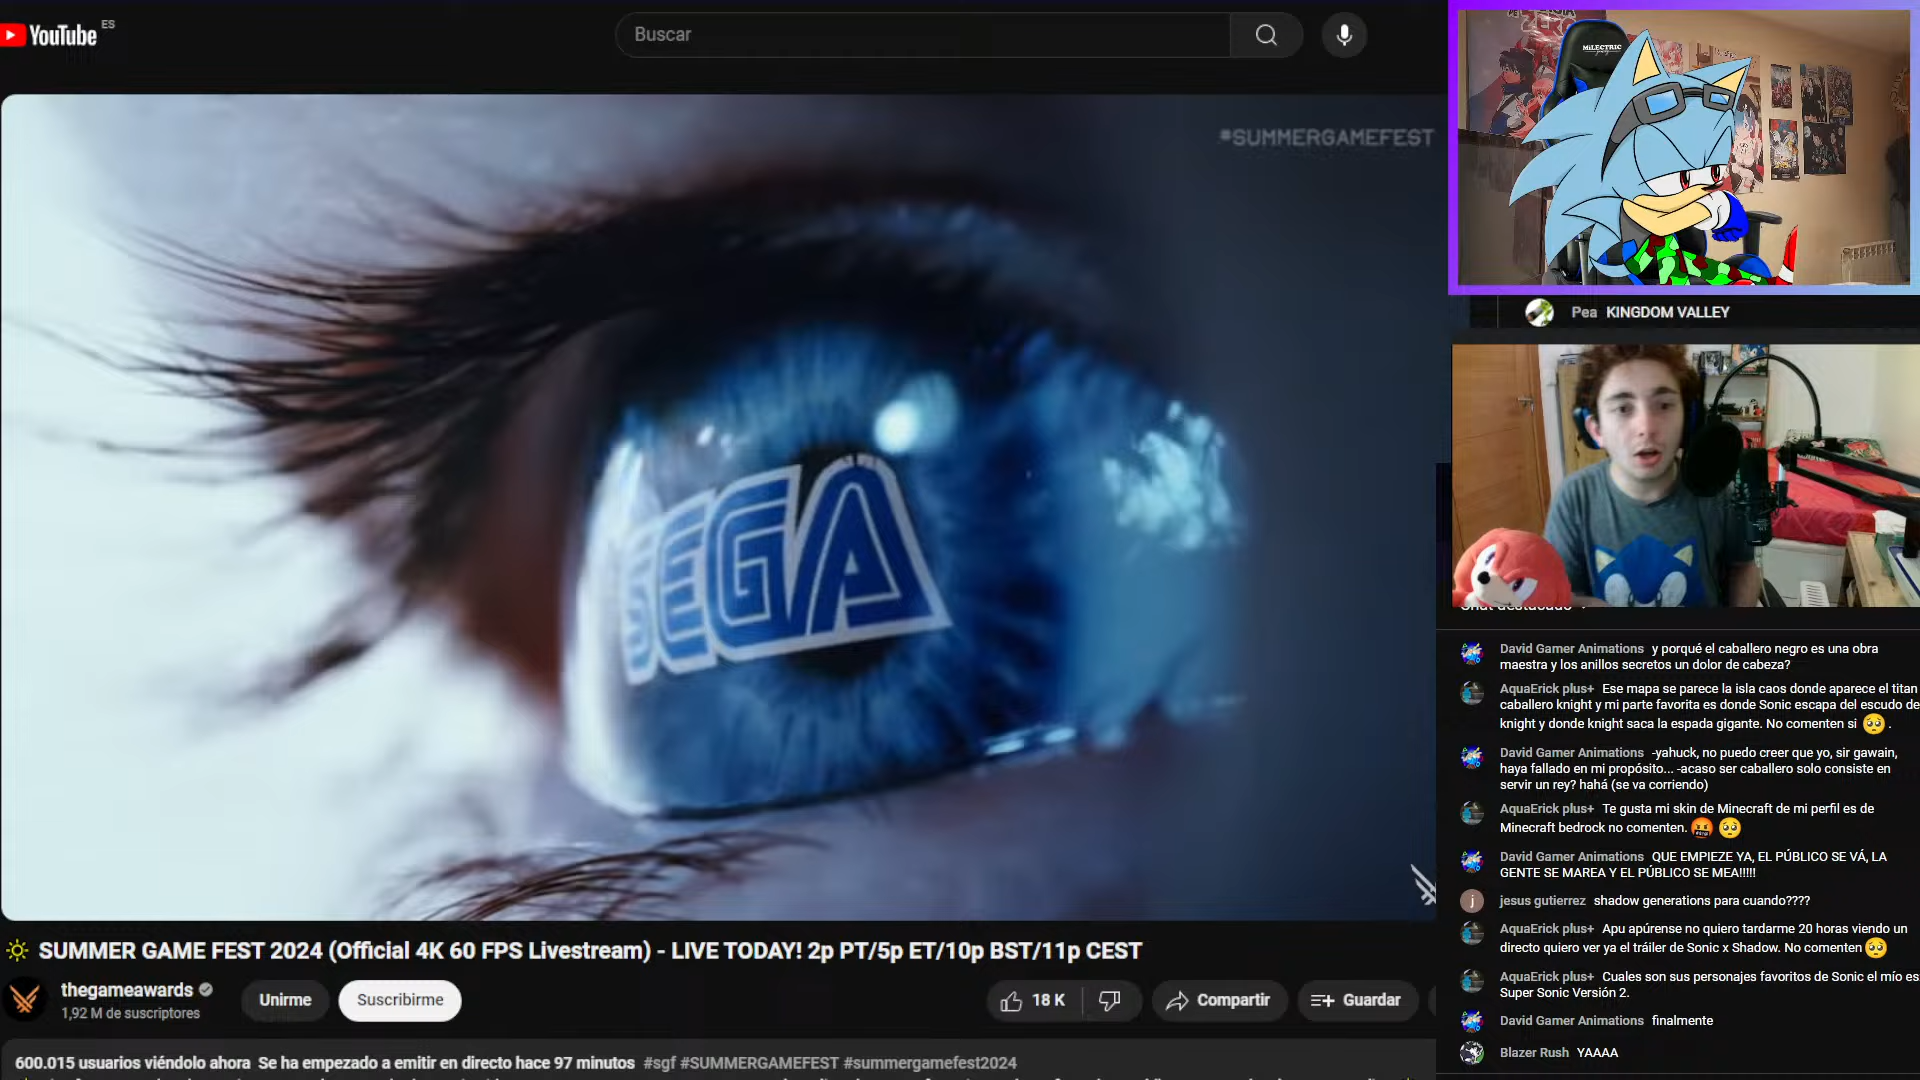 YouTube ES
Buscar
#SUMMERGAMEFEST
SEGA
MiLECTRIC
Pea KINGDOM VALLEY
SUMMER GAME FEST 2024 (Official 4K 60 FPS Livestream) - LIVE TODAY! 2p PT/5p ET/10p BST/11p CEST
thegameawards
1,92 M de suscriptores
Unirme
Suscribirme
18 K
Compartir
Guardar
600.015 usuarios viéndolo ahora Se ha empezado a emitir en directo hace 97 minutos #sgf #SUMMERGAMEFEST #summergamefest2024
David Gamer Animations y porqué el caballero negro es una obra
maestra y los anillos secretos un dolor de cabeza?
AquaErick plus+ Ese mapa se parece la isla caos donde aparece el titan
caballero knight y mi parte favorita es donde Sonic escapa del escudo de
knight y donde knight saca la espada gigante. No comenten si 🥺 .
David Gamer Animations -yahuck, no puedo creer que yo, sir gawain,
haya fallado en mi propósito... -acaso ser caballero solo consiste en
servir un rey? hahá (se va corriendo)
AquaErick plus+ Te gusta mi skin de Minecraft de mi perfil es de
Minecraft bedrock no comenten. 🤬 🥺
David Gamer Animations QUE EMPIEZE YA, EL PÚBLICO SE VÁ, LA
GENTE SE MAREA Y EL PÚBLICO SE MEA!!!!!
j jesus gutierrez shadow generations para cuando????
AquaErick plus+ Apu apúrense no quiero tardarme 20 horas viendo un
directo quiero ver ya el tráiler de Sonic x Shadow. No comenten 🥺
AquaErick plus+ Cuales son sus personajes favoritos de Sonic el mío es
Super Sonic Versión 2.
David Gamer Animations finalmente
Blazer Rush YAAAA